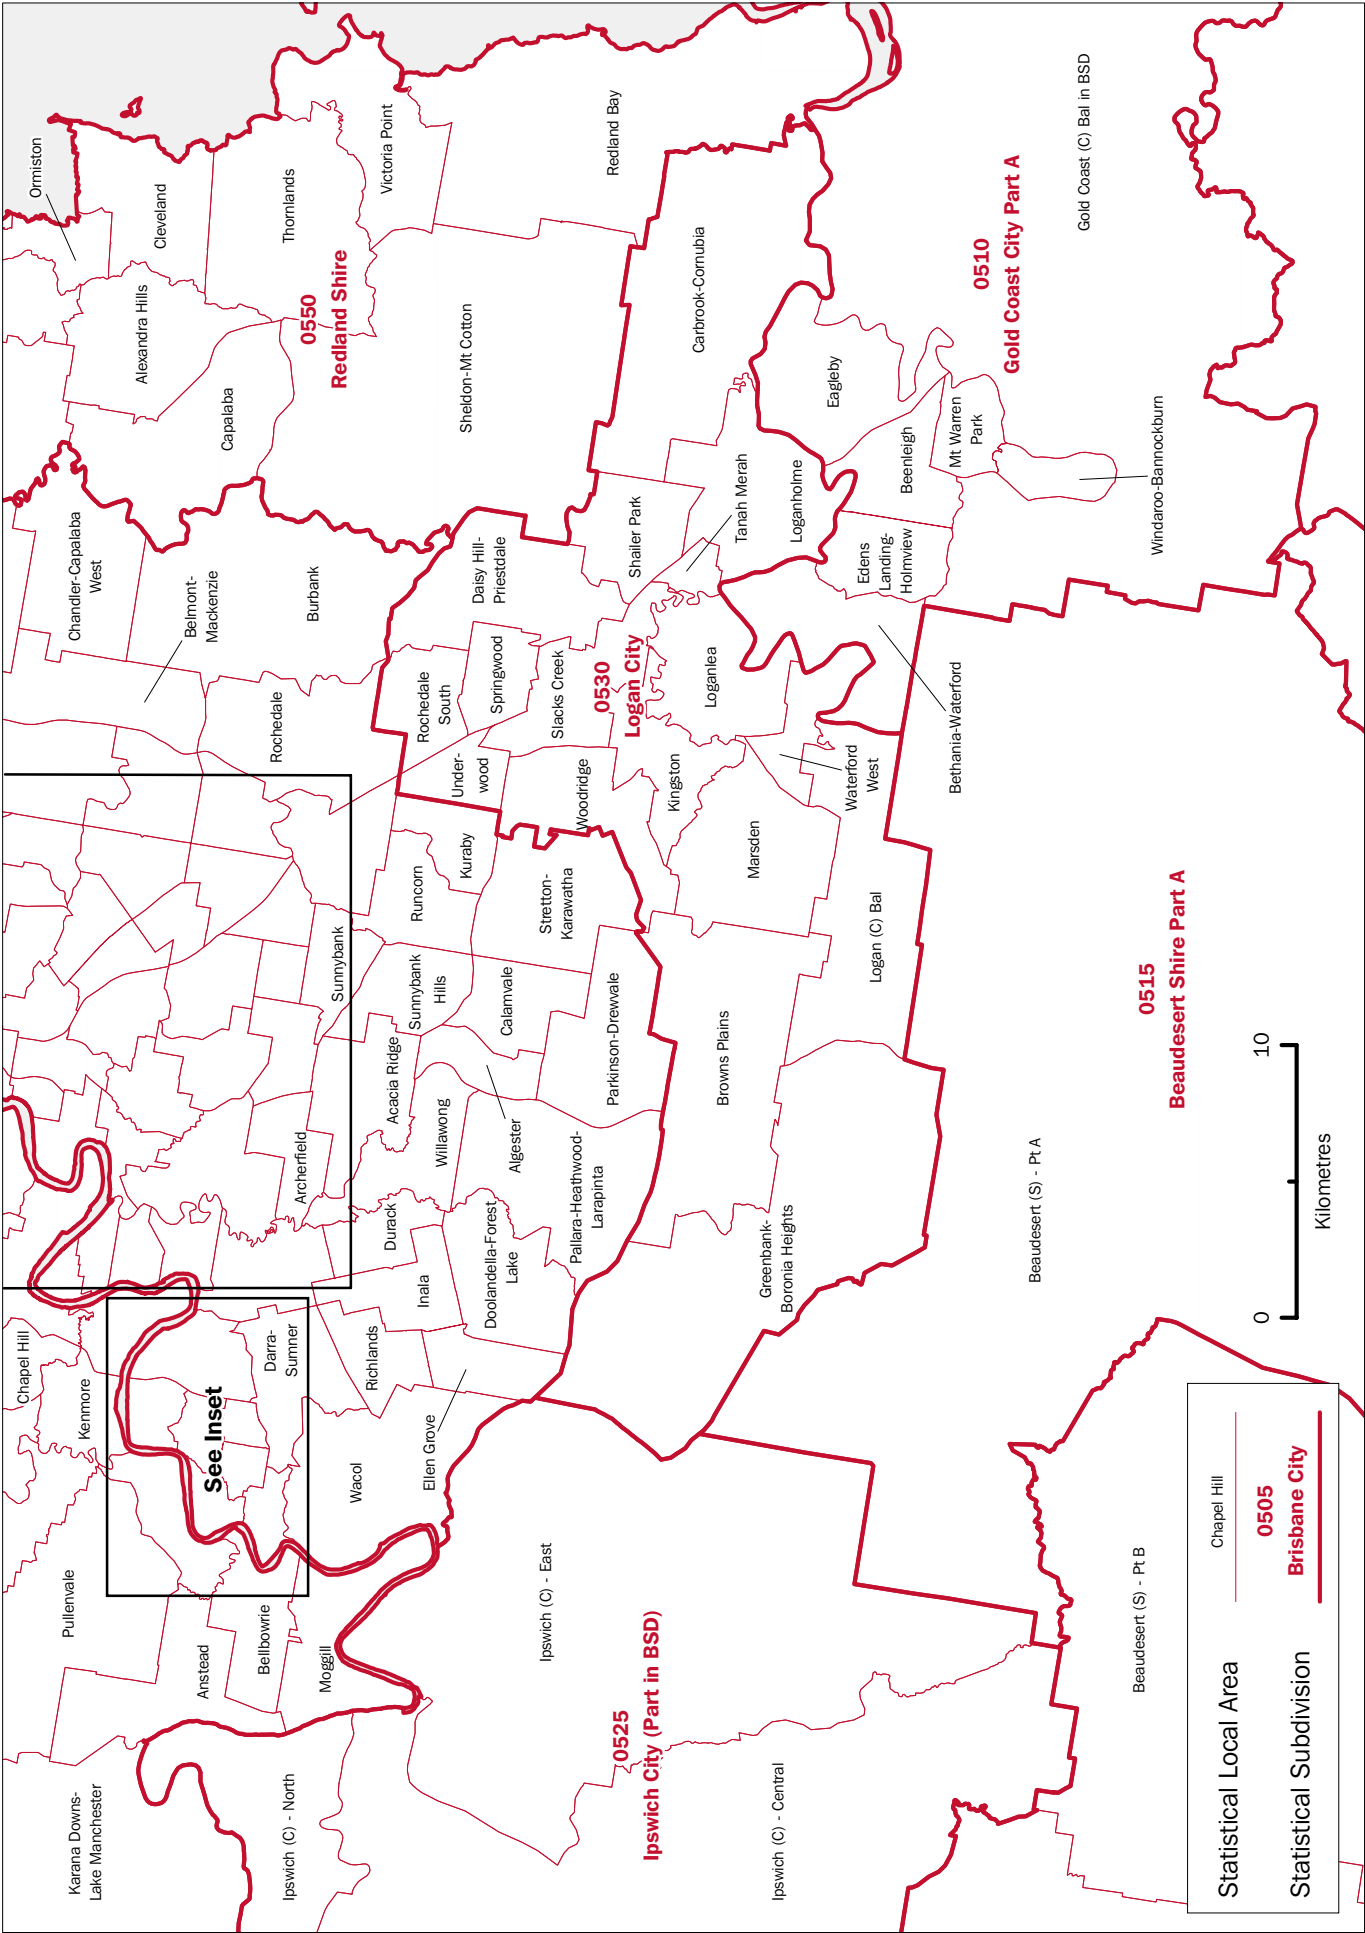 Karana Downs-
Lake Manchester
Pullenvale
Chapel Hill
Kenmore
Anstead
Bellbowrie
Moggill
See Inset
Darra-
Sumner
Ipswich (C) - North
Wacol
Richlands
Ellen Grove
Inala
Durack
Doolandella-Forest
Lake
Archerfield
Acacia Ridge
Willawong
Algester
Pallara-Heathwood-
Larapinta
Sunnybank
Sunnybank
Hills
Calamvale
Parkinson-Drewvale
Runcorn
Kuraby
Stretton-
Karawatha
Rochedale
Belmont-
Mackenzie
Burbank
Chandler-Capalaba
West
Ormiston
Cleveland
Alexandra Hills
Capalaba
Thornlands
0550
Redland Shire
Victoria Point
Sheldon-Mt Cotton
Redland Bay
Rochedale
South
Under-
wood
Springwood
Daisy Hill-
Priestdale
Slacks Creek
Woodridge
0530
Logan City
Shailer Park
Tanah Merah
Loganholme
Carbrook-Cornubia
Kingston
Loganlea
Marsden
Waterford
West
Browns Plains
Logan (C) Bal
Greenbank-
Boronia Heights
Bethania-Waterford
Edens
Landing-
Holmview
Beenleigh
Eagleby
Mt Warren
Park
Windaroo-Bannockburn
0510
Gold Coast City Part A
Gold Coast (C) Bal in BSD
Ipswich (C) - East
0525
Ipswich City (Part in BSD)
Ipswich (C) - Central
Beaudesert (S) - Pt A
0515
Beaudesert Shire Part A
Beaudesert (S) - Pt B
0
10
Kilometres
Statistical Local Area
Chapel Hill
Statistical Subdivision
0505
Brisbane City